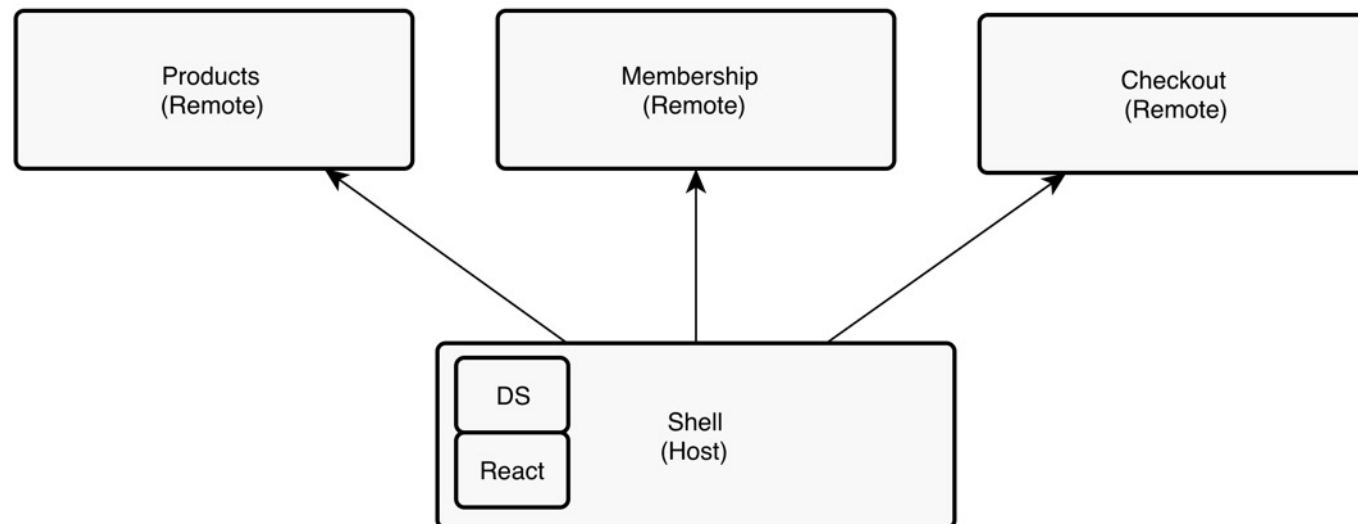 Products
(Remote)
Membership
(Remote)
Checkout
(Remote)
DS
React
Shell
(Host)